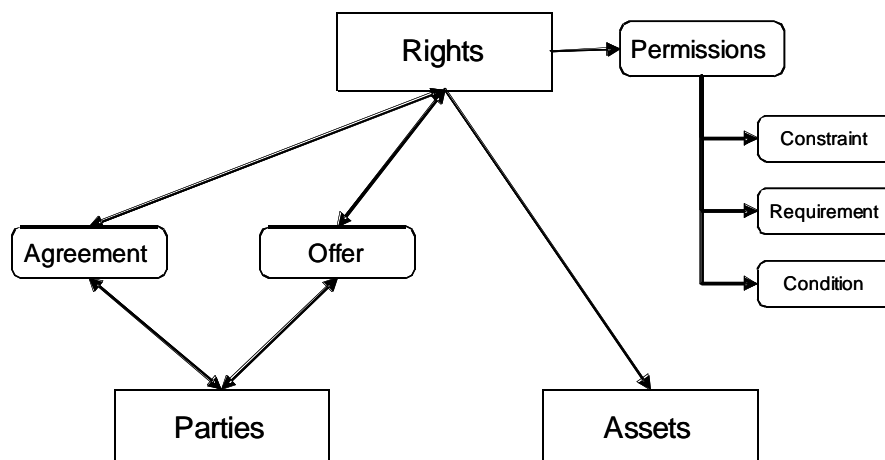 Rights
Permissions
Constraint
Requirement
Condition
Agreement
Offer
Parties
Assets